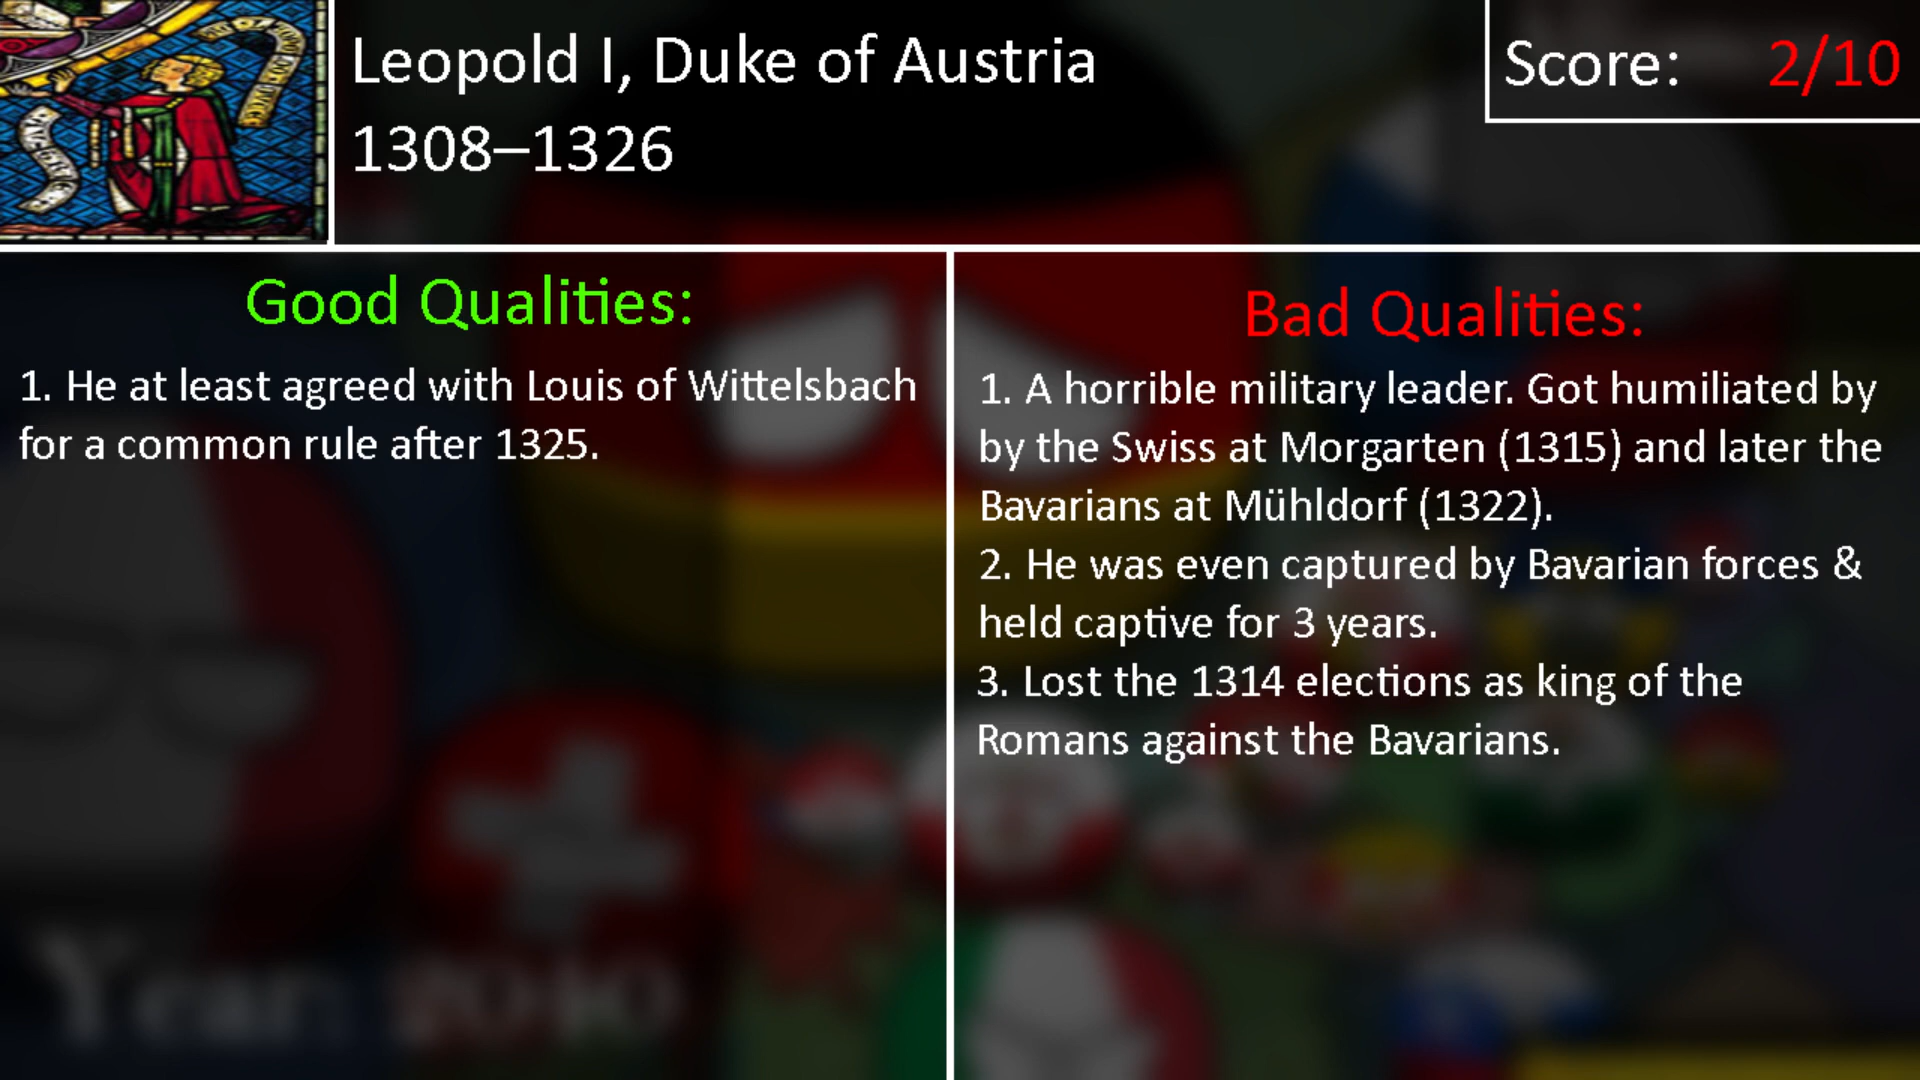 Leopold I, Duke of Austria
1308–1326
Score: 2/10
Good Qualities:
1. He at least agreed with Louis of Wittelsbach
for a common rule after 1325.
Bad Qualities:
1. A horrible military leader. Got humiliated by
by the Swiss at Morgarten (1315) and later the
Bavarians at Mühldorf (1322).
2. He was even captured by Bavarian forces &
held captive for 3 years.
3. Lost the 1314 elections as king of the
Romans against the Bavarians.
Year: 2040